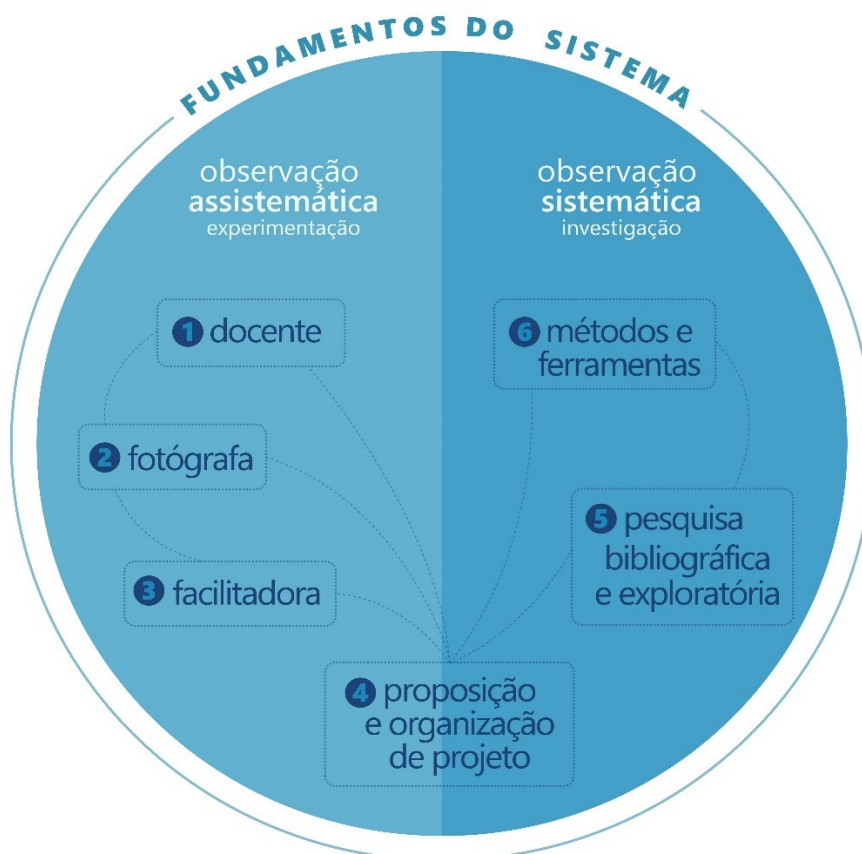 FUNDAMENTOS DO SISTEMA
observação
assistemática
experimentação
observação
sistemática
investigação
1 docente
2 fotógrafa
3 facilitadora
4 proposição
e organização
de projeto
5 pesquisa
bibliográfica
e exploratória
6 métodos e
ferramentas